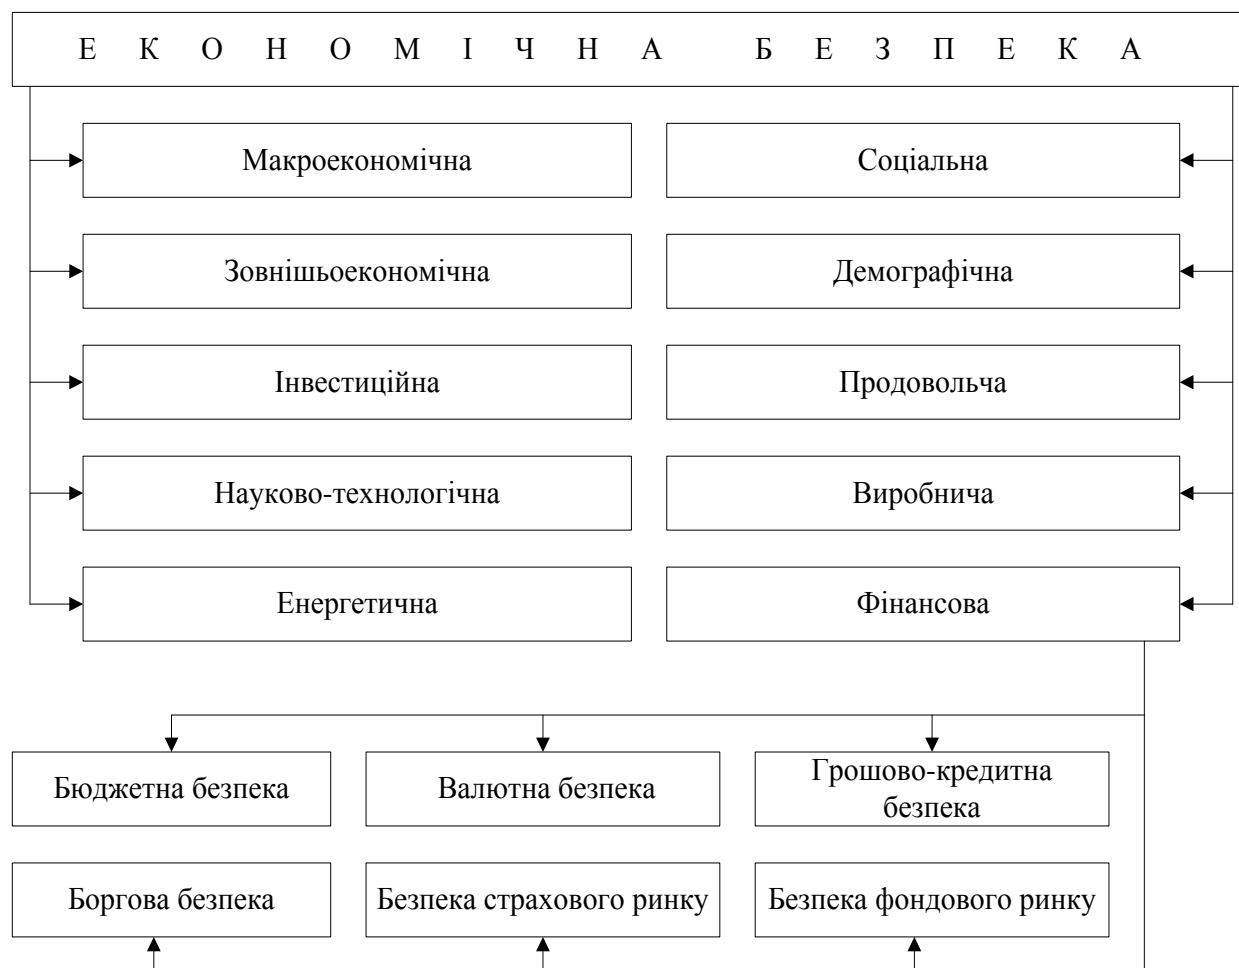 Е К О Н О М І Ч Н А Б Е З П Е К А
Макроекономічна
Соціальна
Зовнішьоекономічна
Демографічна
Інвестиційна
Продовольча
Науково-технологічна
Виробнича
Енергетична
Фінансова
Бюджетна безпека
Валютна безпека
Грошово-кредитна
безпека
Боргова безпека
Безпека страхового ринку
Безпека фондового ринку